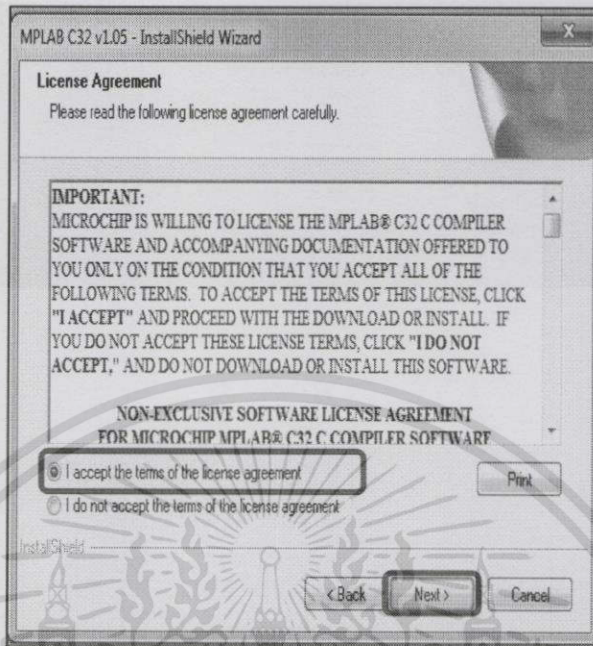 MPLAB C32 v1.05 - InstallShield Wizard
X
License Agreement
Please read the following license agreement carefully.
IMPORTANT:
MICROCHIP IS WILLING TO LICENSE THE MPLAB® C32 C COMPILER
SOFTWARE AND ACCOMPANYING DOCUMENTATION OFFERED TO
YOU ONLY ON THE CONDITION THAT YOU ACCEPT ALL OF THE
FOLLOWING TERMS. TO ACCEPT THE TERMS OF THIS LICENSE, CLICK
"I ACCEPT" AND PROCEED WITH THE DOWNLOAD OR INSTALL. IF
YOU DO NOT ACCEPT THESE LICENSE TERMS, CLICK "I DO NOT
ACCEPT," AND DO NOT DOWNLOAD OR INSTALL THIS SOFTWARE.
NON-EXCLUSIVE SOFTWARE LICENSE AGREEMENT
FOR MICROCHIP MPLAB® C32 C COMPILER SOFTWARE
I accept the terms of the license agreement
Print
I do not accept the terms of the license agreement
InstallShield
< Back Next > Cancel